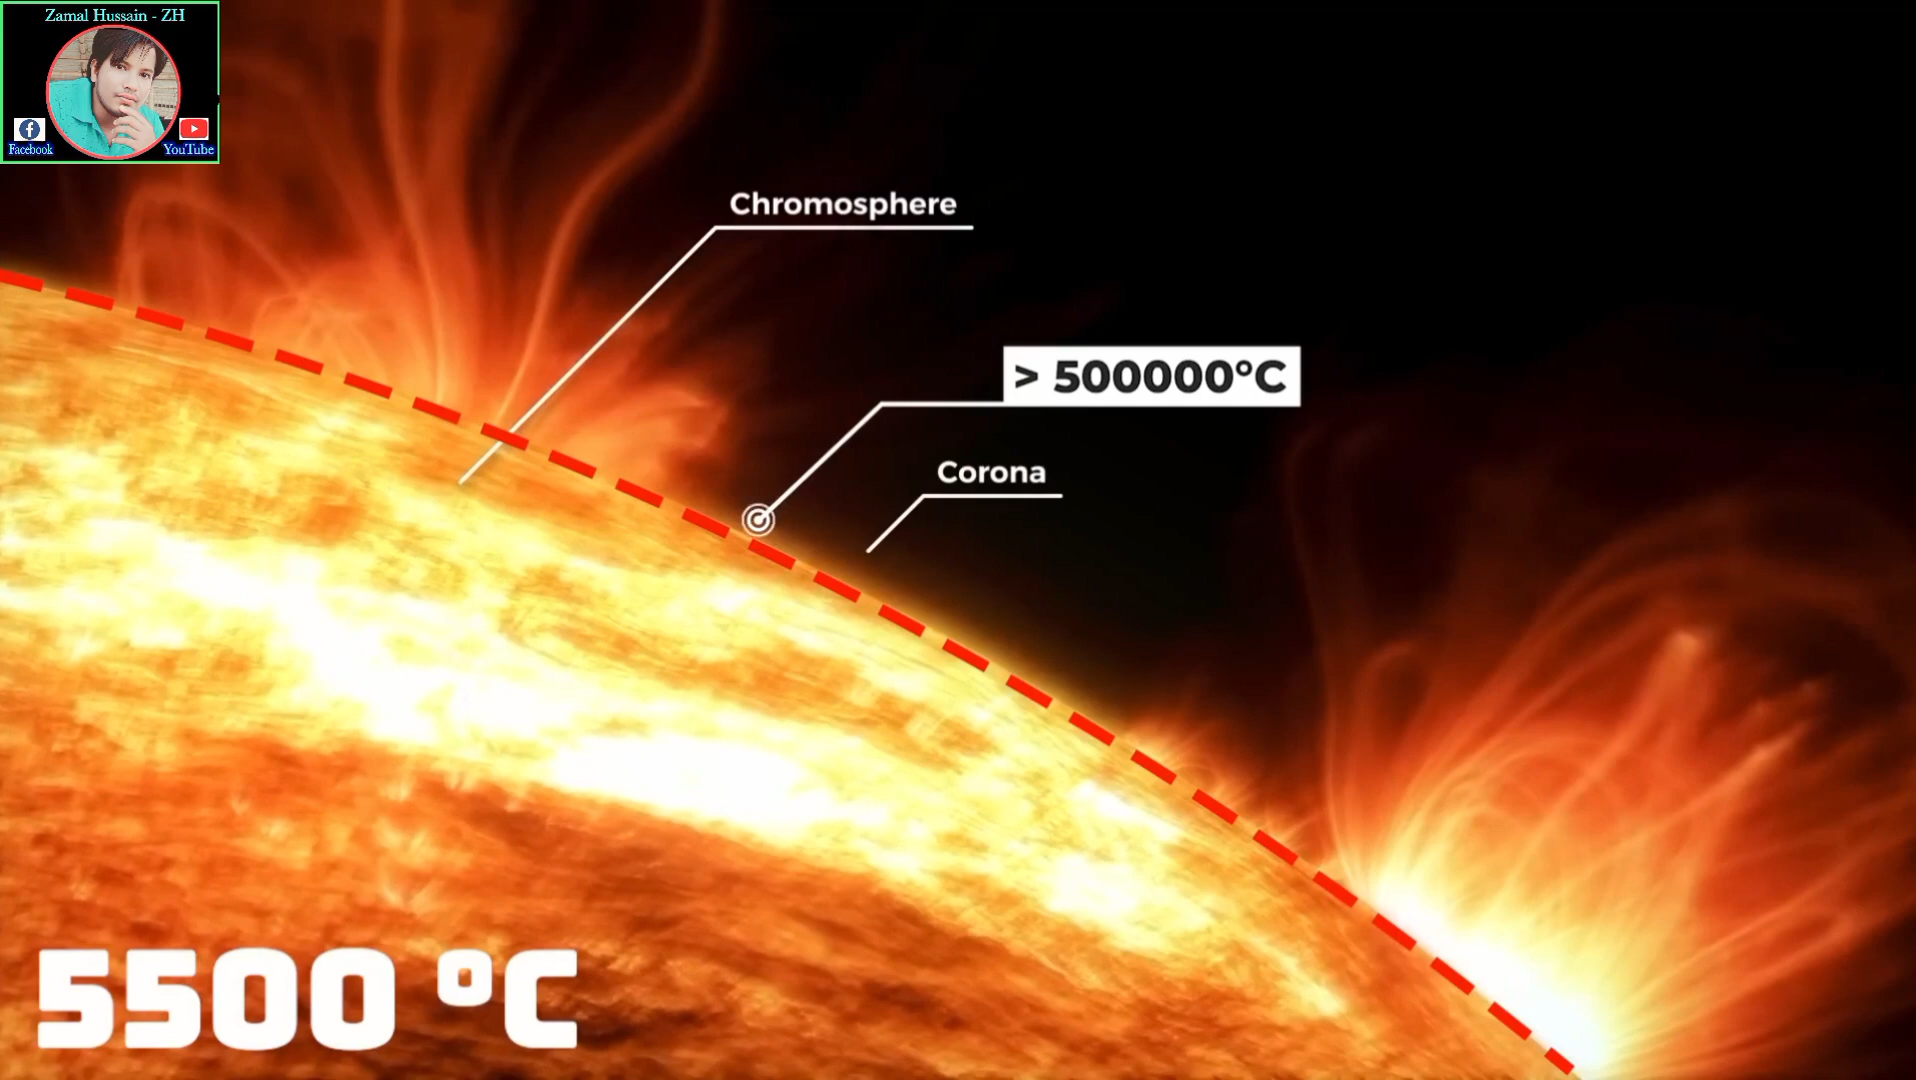 Zamal Hussain - ZH
Facebook
YouTube
Chromosphere
> 500000°C
Corona
5500 °C